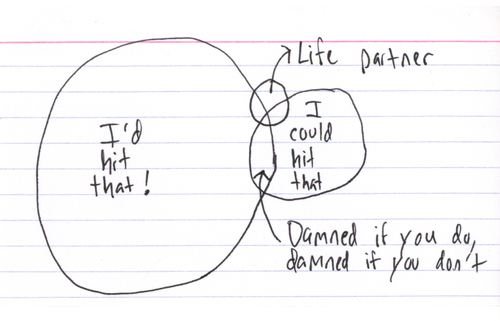 Life partner
I'd
hit
that!
I
could
hit
that
Damned if you do,
damned if you don't